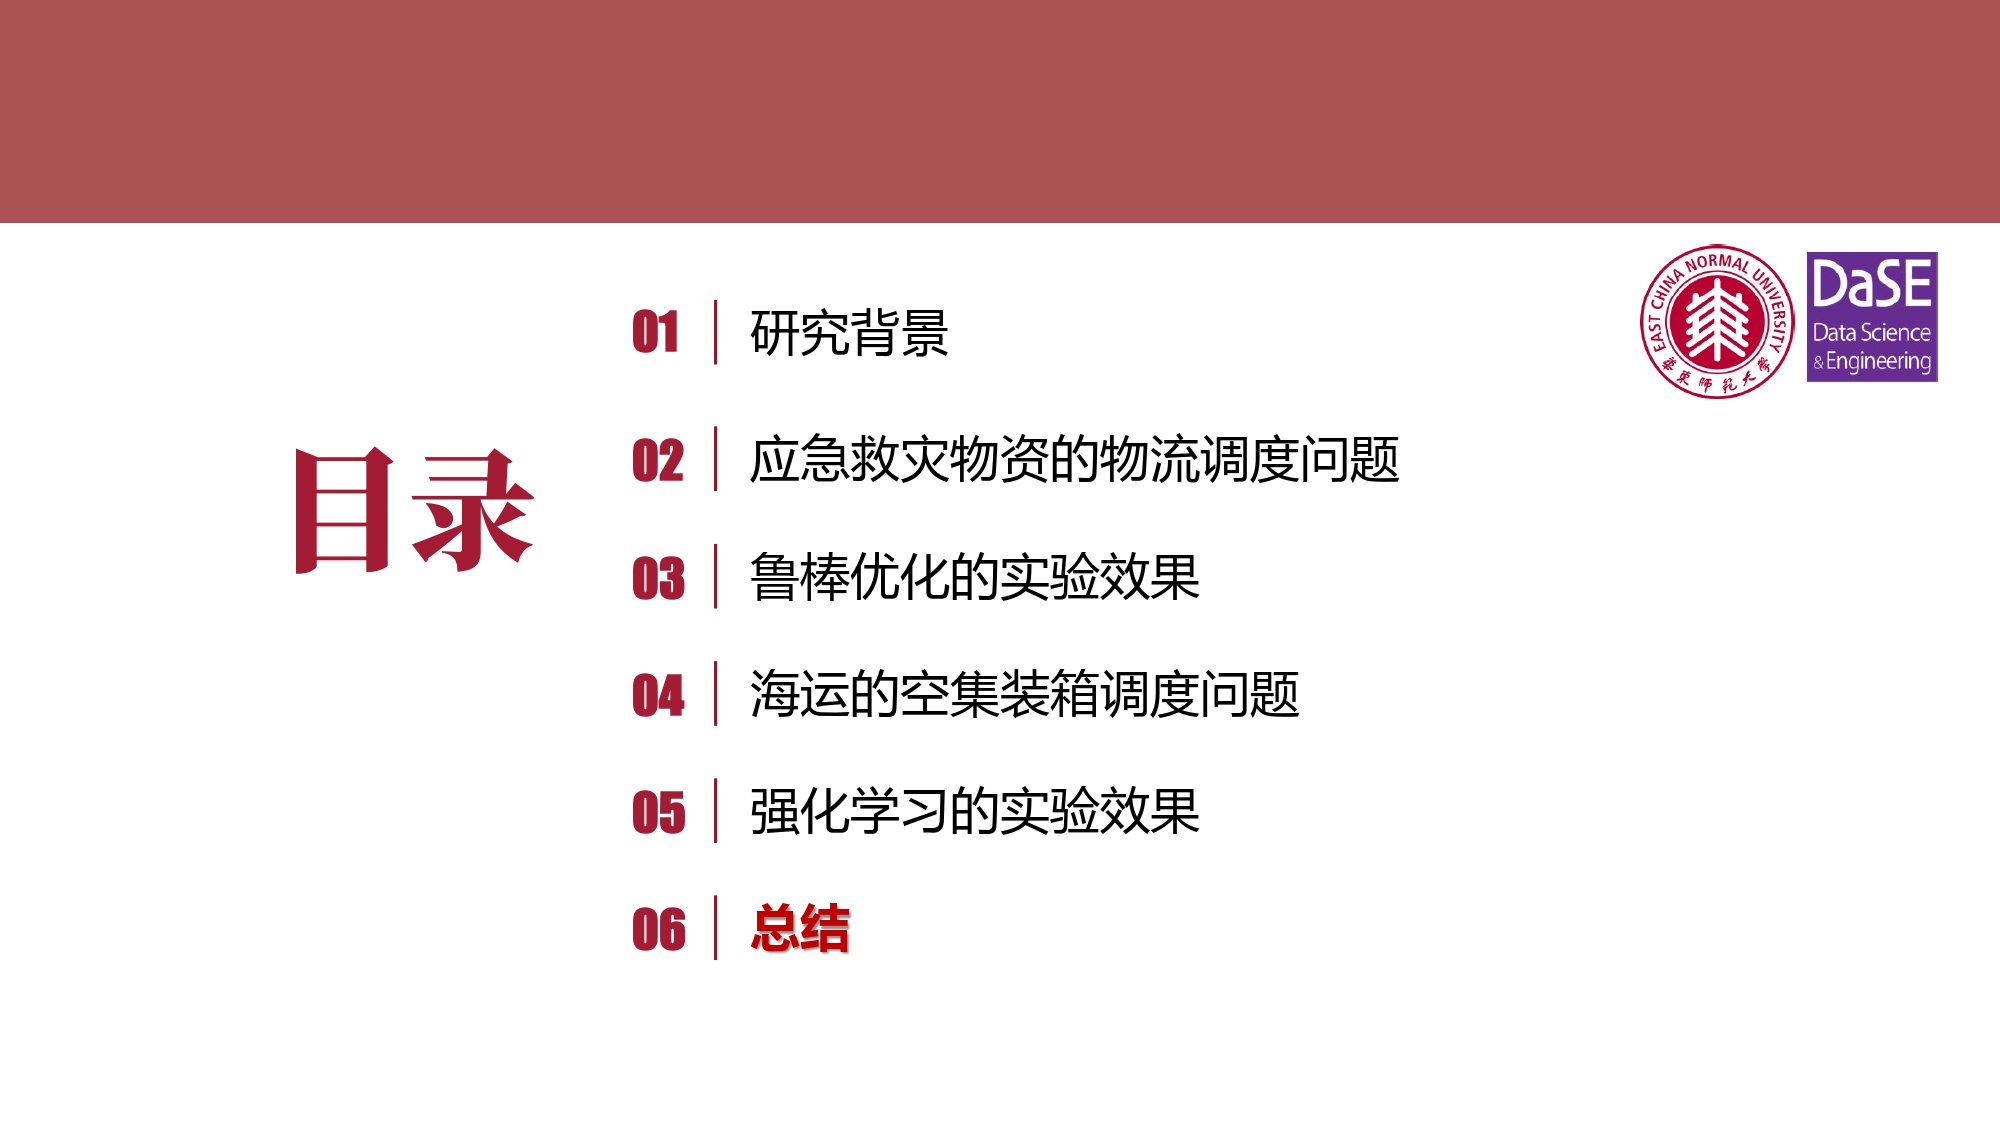 目录
01 研究背景
02 应急救灾物资的物流调度问题
03 鲁棒优化的实验效果
04 海运的空集装箱调度问题
05 强化学习的实验效果
06 总结
EAST CHINA NORMAL UNIVERSITY
華東師範大學
DaSE
Data Science
&Engineering